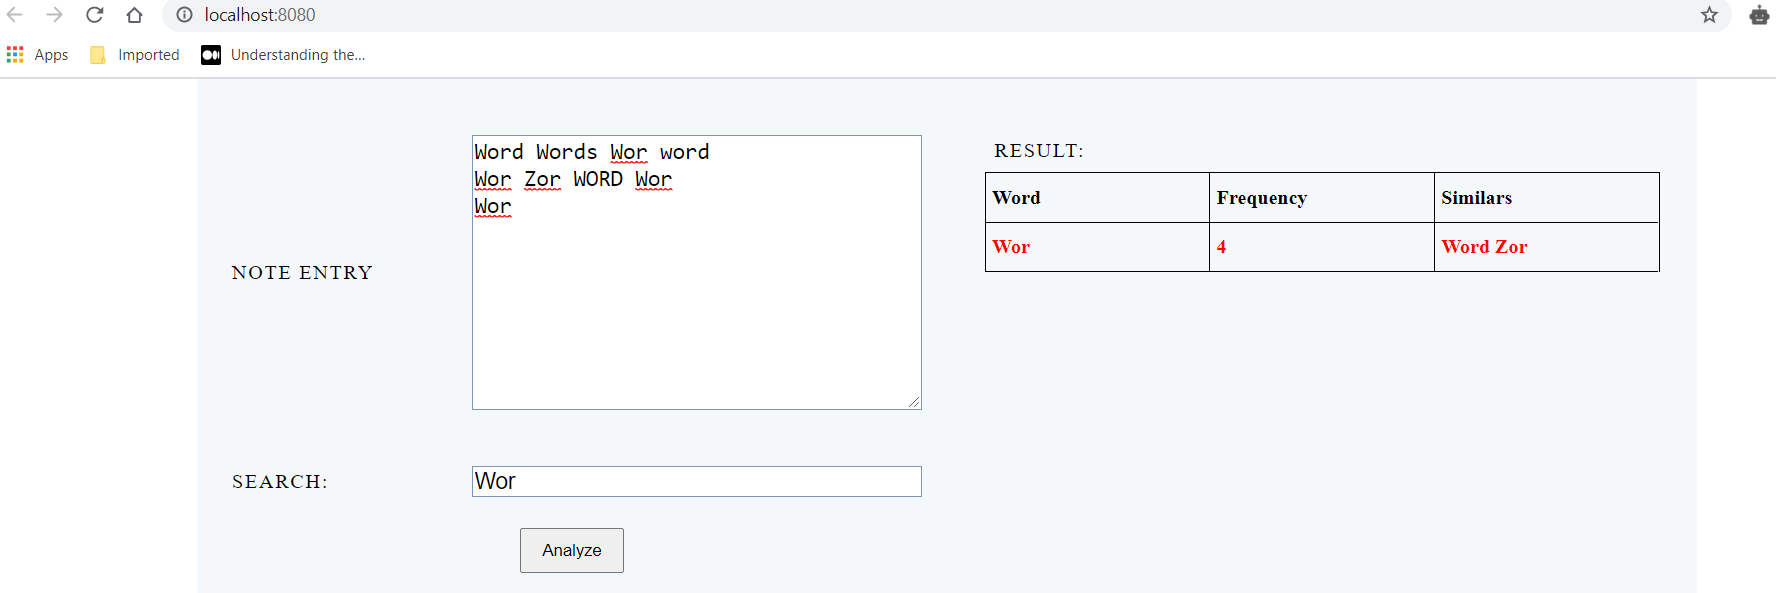 localhost:8080
Apps Imported Understanding the...
NOTE ENTRY
Word Words Wor word
Wor Zor WORD Wor
Wor
SEARCH:
Wor
Analyze
RESULT:
Word Frequency Similars
Wor 4 Word Zor